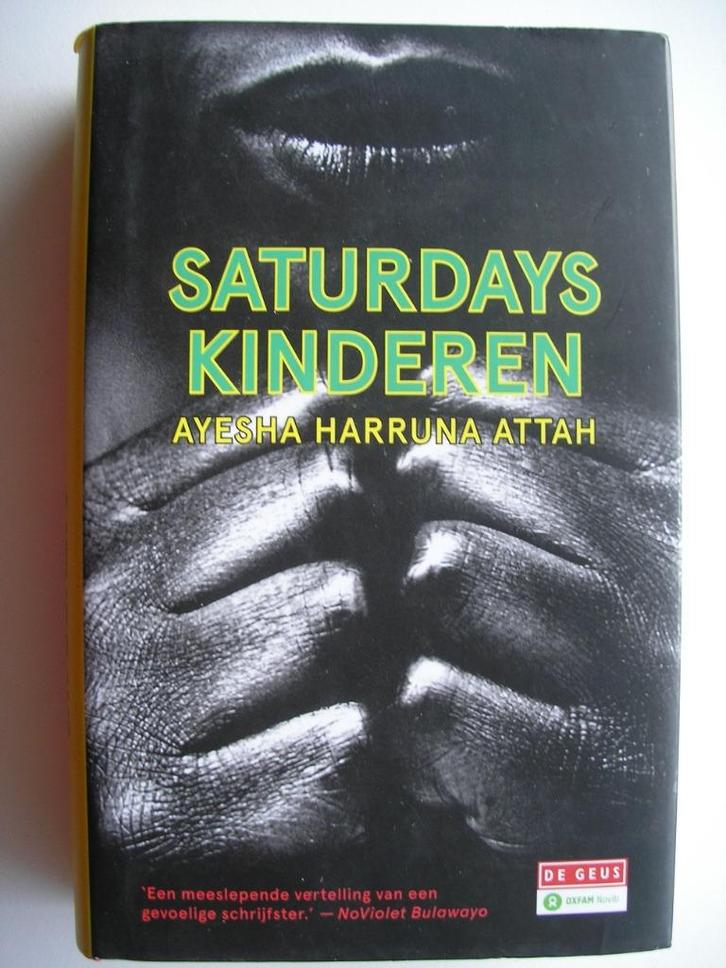 SATURDAYS
KINDEREN
AYESHA HARRUNA ATTAH
'Een meeslepende vertelling van een
gevoelige schrijfster.' — NoViolet Bulawayo
DE GEUS
OXFAM Novib